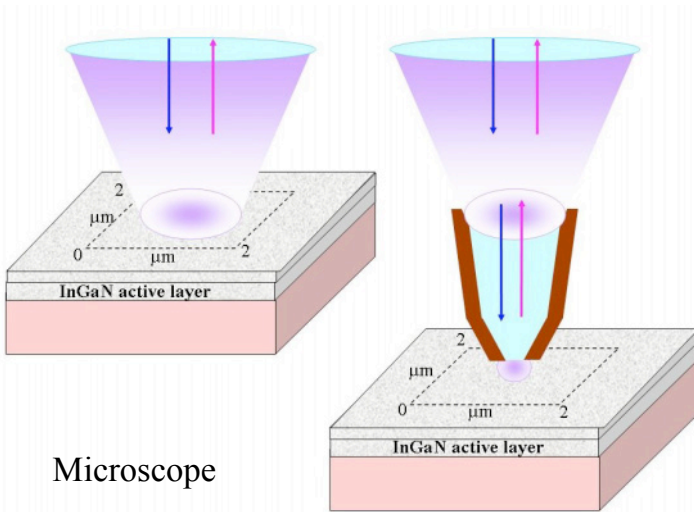 2
μm
0
μm
2
InGaN active layer
2
μm
0
μm
2
InGaN active layer
Microscope